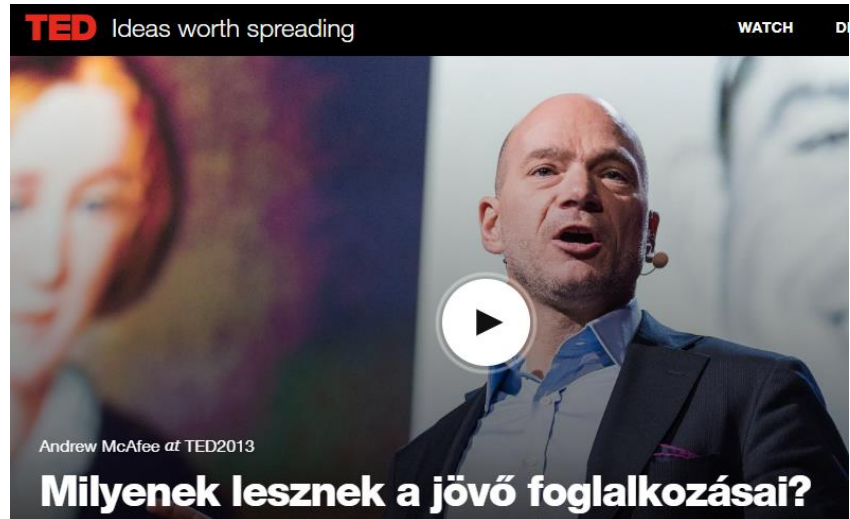 TED Ideas worth spreading
WATCH
Andrew McAfee at TED2013
Milyenek lesznek a jövő foglalkozásai?